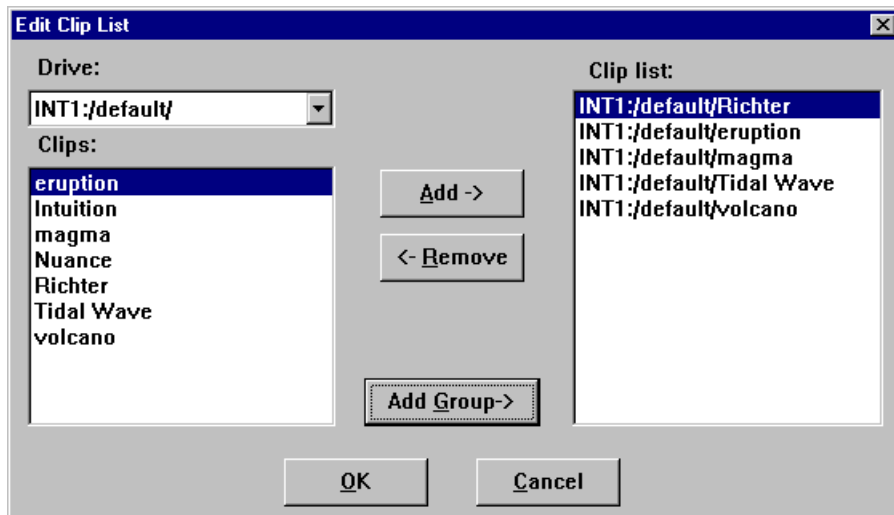 Edit Clip List
Drive:
INT1:/default/
Clips:
eruption
Intuition
magma
Nuance
Richter
Tidal Wave
volcano
Add ->
<- Remove
Add Group->
Clip list:
INT1:/default/Richter
INT1:/default/eruption
INT1:/default/magma
INT1:/default/Tidal Wave
INT1:/default/volcano
OK
Cancel